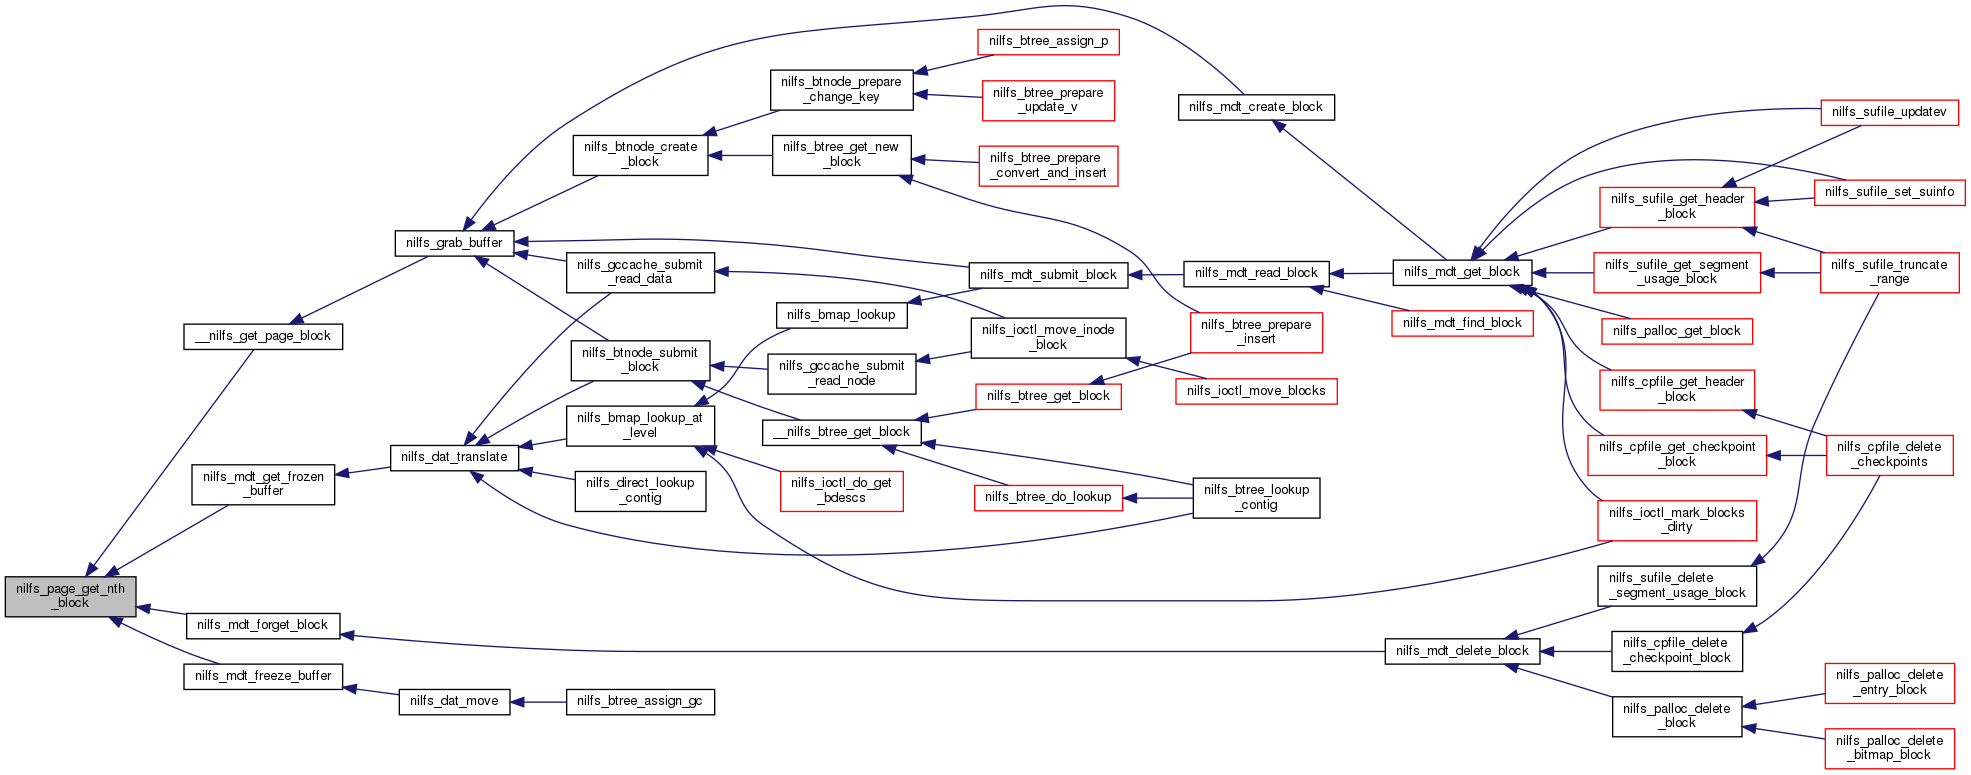 nilfs_page_get_nth
_block
__nilfs_get_page_block
nilfs_mdt_get_frozen
_buffer
nilfs_mdt_forget_block
nilfs_mdt_freeze_buffer
nilfs_grab_buffer
nilfs_dat_translate
nilfs_dat_move
nilfs_btnode_create
_block
nilfs_gccache_submit
_read_data
nilfs_btnode_submit
_block
nilfs_bmap_lookup_at
_level
nilfs_direct_lookup
_contig
nilfs_btree_assign_gc
nilfs_btnode_prepare
_change_key
nilfs_btree_get_new
_block
nilfs_bmap_lookup
nilfs_gccache_submit
_read_node
__nilfs_btree_get_block
nilfs_ioctl_do_get
_bdescs
nilfs_btree_assign_p
nilfs_btree_prepare
_update_v
nilfs_btree_prepare
_convert_and_insert
nilfs_mdt_submit_block
nilfs_ioctl_move_inode
_block
nilfs_btree_get_block
nilfs_btree_do_lookup
nilfs_mdt_create_block
nilfs_mdt_read_block
nilfs_btree_prepare
_insert
nilfs_ioctl_move_blocks
nilfs_btree_lookup
_contig
nilfs_mdt_get_block
nilfs_mdt_find_block
nilfs_mdt_delete_block
nilfs_sufile_get_header
_block
nilfs_sufile_get_segment
_usage_block
nilfs_palloc_get_block
nilfs_cpfile_get_header
_block
nilfs_cpfile_get_checkpoint
_block
nilfs_ioctl_mark_blocks
_dirty
nilfs_sufile_delete
_segment_usage_block
nilfs_cpfile_delete
_checkpoint_block
nilfs_palloc_delete
_block
nilfs_sufile_updatev
nilfs_sufile_set_suinfo
nilfs_sufile_truncate
_range
nilfs_cpfile_delete
_checkpoints
nilfs_palloc_delete
_entry_block
nilfs_palloc_delete
_bitmap_block